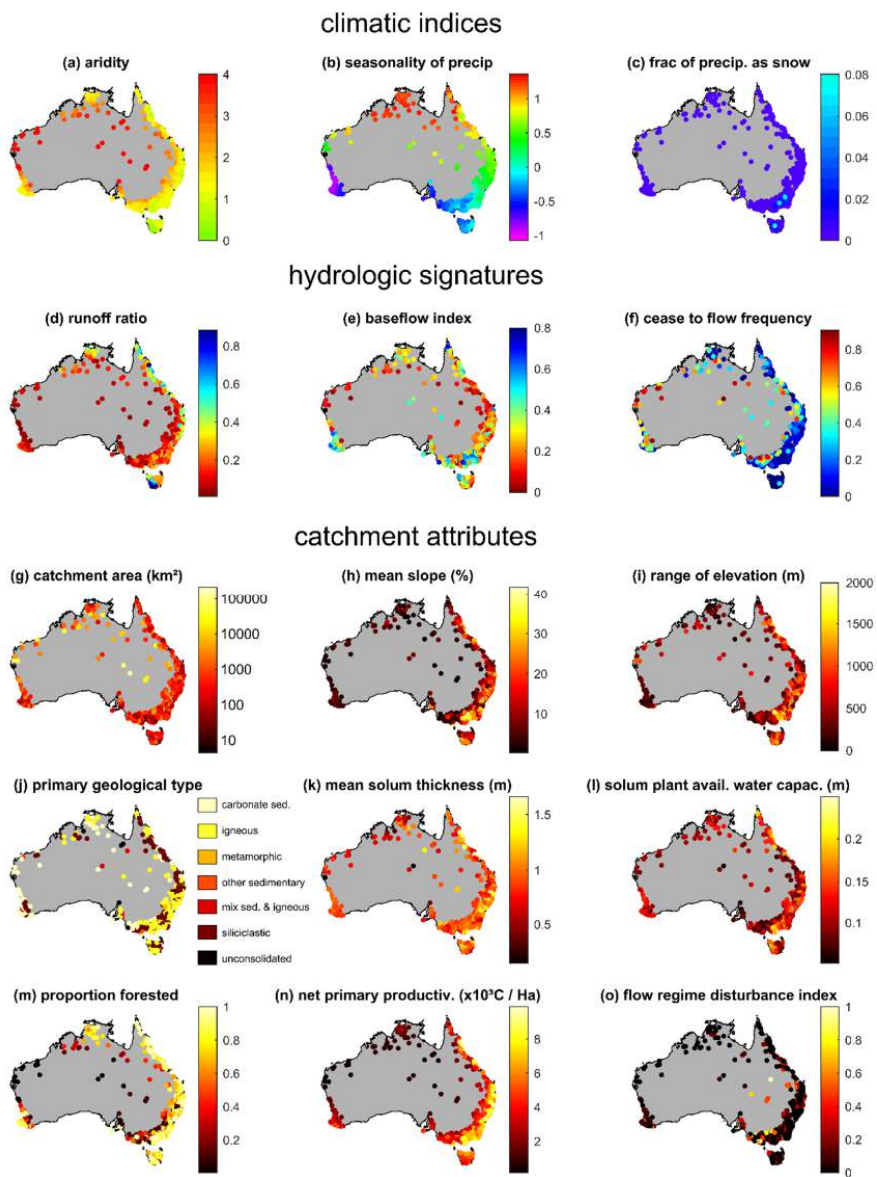 climatic indices
(a) aridity
(b) seasonality of precip
(c) frac of precip. as snow
4
3
2
1
0
1
0.5
0
-0.5
-1
0.08
0.06
0.04
0.02
0
hydrologic signatures
(d) runoff ratio
(e) baseflow index
(f) cease to flow frequency
0.8
0.6
0.4
0.2
0.8
0.6
0.4
0.2
0
0.8
0.6
0.4
0.2
0
catchment attributes
(g) catchment area (km²)
(h) mean slope (%)
(i) range of elevation (m)
100000
10000
1000
100
10
40
30
20
10
2000
1500
1000
500
0
(j) primary geological type
(k) mean solum thickness (m)
(l) solum plant avail. water capac. (m)
carbonate sed.
igneous
metamorphic
other sedimentary
mix sed. & igneous
siliciclastic
unconsolidated
1.5
1
0.5
0.2
0.15
0.1
(m) proportion forested
(n) net primary productiv. (x10³C / Ha)
(o) flow regime disturbance index
1
0.8
0.6
0.4
0.2
8
6
4
2
1
0.8
0.6
0.4
0.2
0